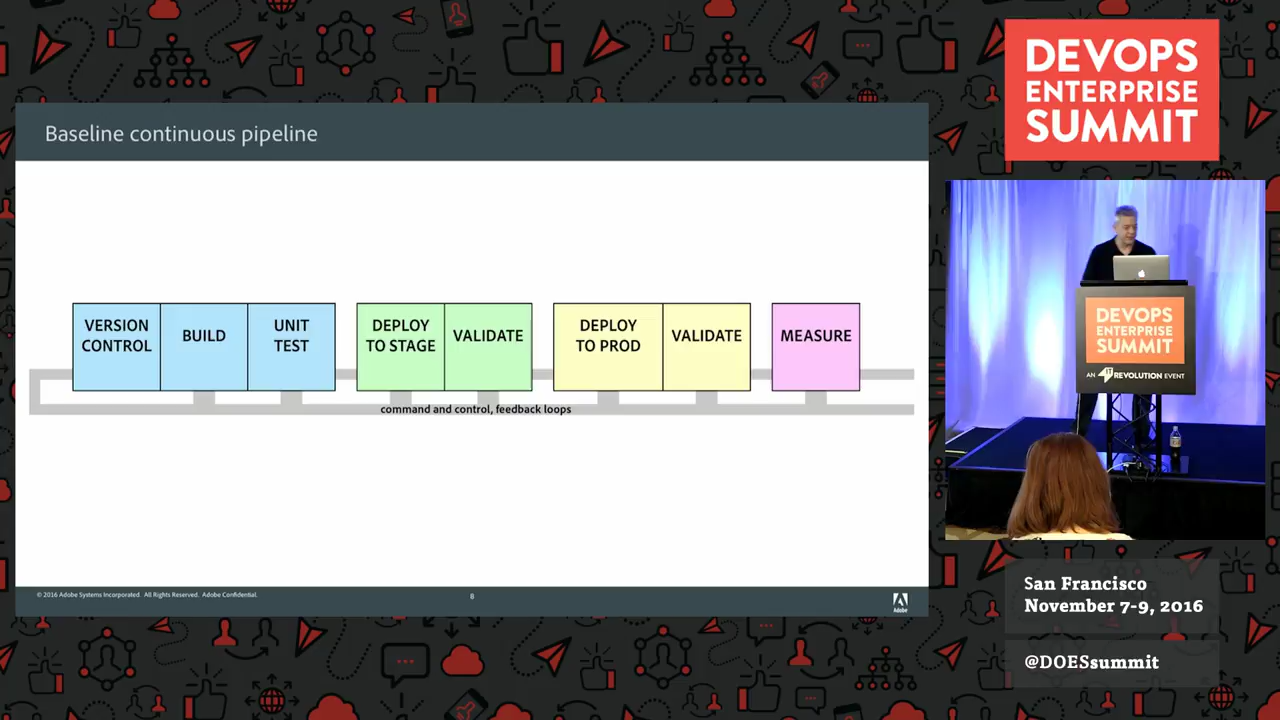 Baseline continuous pipeline
VERSION
CONTROL
BUILD
UNIT
TEST
DEPLOY
TO STAGE
VALIDATE
DEPLOY
TO PROD
VALIDATE
MEASURE
command and control, feedback loops
© 2016 Adobe Systems Incorporated. All Rights Reserved. Adobe Confidential.
8
Adobe
DEVOPS
ENTERPRISE
SUMMIT
DEVOPS
ENTERPRISE
SUMMIT
AN IT REVOLUTION EVENT
San Francisco
November 7-9, 2016
@DOESsummit